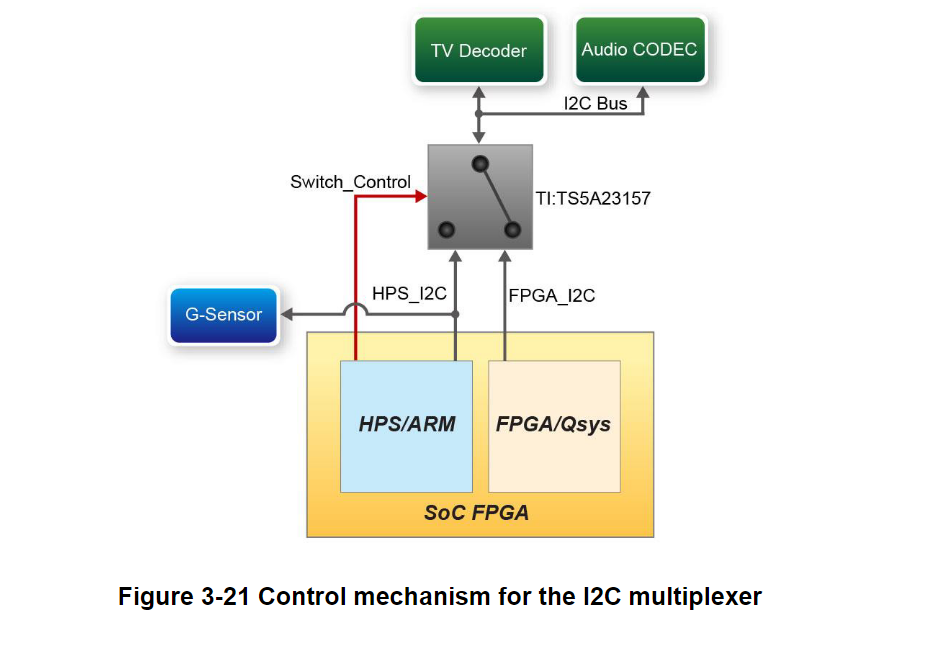 TV Decoder
Audio CODEC
I2C Bus
Switch_Control
TI:TS5A23157
HPS_I2C
FPGA_I2C
G-Sensor
HPS/ARM
FPGA/Qsys
SoC FPGA
Figure 3-21 Control mechanism for the I2C multiplexer